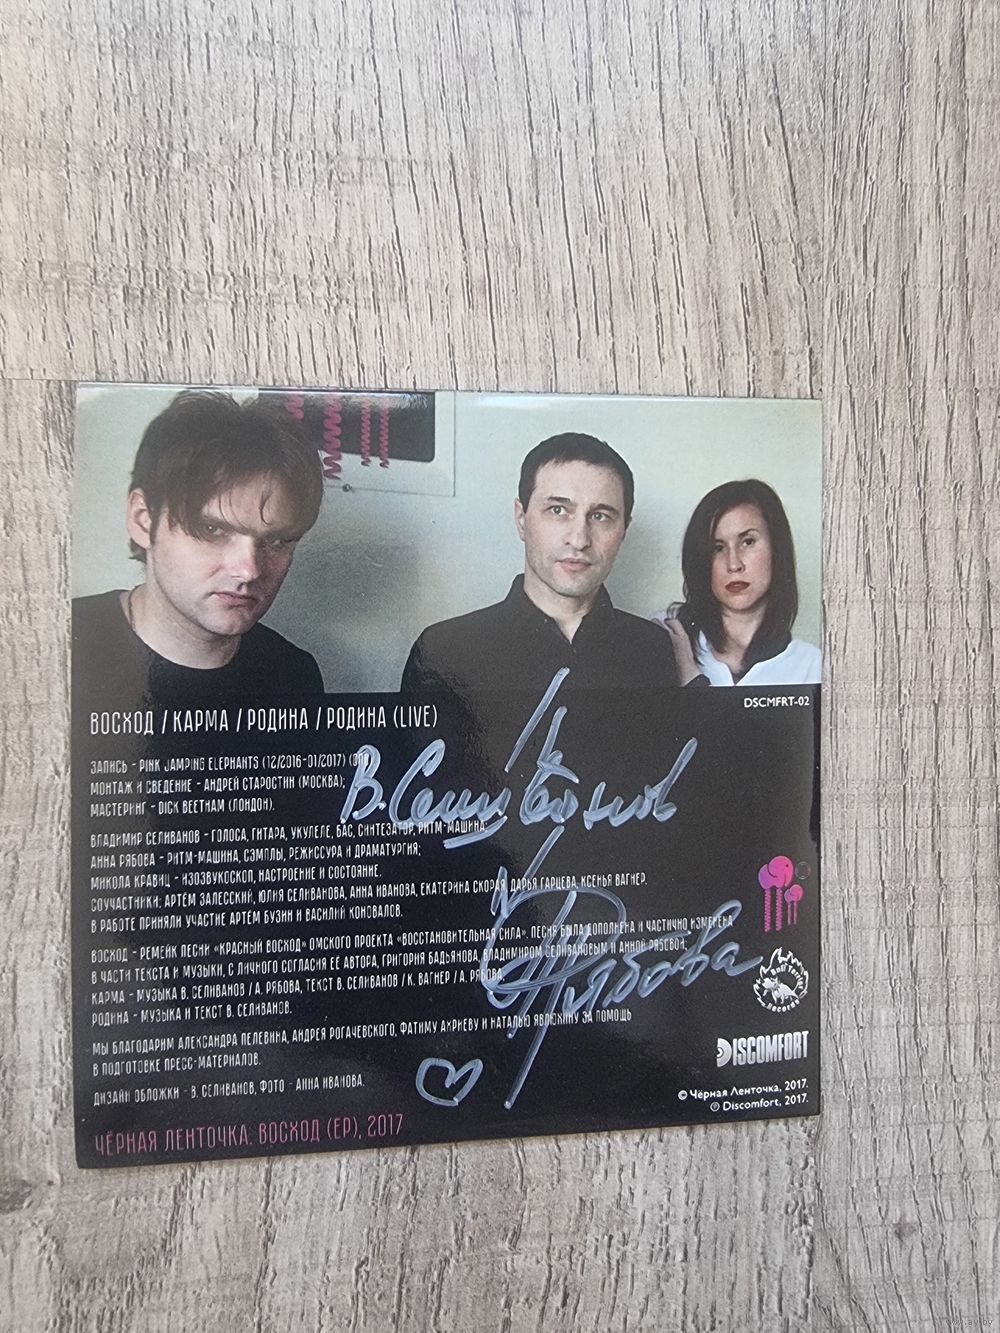 DSCMFRT-02
ВОСХОД / КАРМА / РОДИНА / РОДИНА (LIVE)
ЗАПИСЬ - PINK JAMPING ELEPHANTS (12/2016-01/2017)
МОНТАЖ И СВЕДЕНИЕ - АНДРЕЙ СТАРОСТИН (МОСКВА);
МАСТЕРИНГ - DICK BEETHAM (ЛОНДОН).
В. Селиванов
ВЛАДИМИР СЕЛИВАНОВ - ГОЛОСА, ГИТАРА, УКУЛЕЛЕ, БАС, СИНТЕЗАТОР, РИТМ-МАШИНА;
АННА РЯБОВА - РИТМ-МАШИНА, СЭМПЛЫ, РЕЖИССУРА И ДРАМАТУРГИЯ;
МИКОЛА КРАВИЦ - ИЗОЗВУКОСКОП, НАСТРОЕНИЕ И СОСТОЯНИЕ.
СОУЧАСТНИКИ: АРТЁМ ЗАЛЕССКИЙ, ЮЛИЯ СЕЛИВАНОВА, АННА ИВАНОВА, ЕКАТЕРИНА СКОРАЯ, ДАРЬЯ ГАРЦЕВА, КСЕНЬЯ ВАГНЕР.
В РАБОТЕ ПРИНЯЛИ УЧАСТИЕ АРТЁМ БУЗИН И ВАСИЛИЙ КОНОВАЛОВ.
ВОСХОД - РЕМЕЙК ПЕСНИ «КРАСНЫЙ ВОСХОД» ОМСКОГО ПРОЕКТА «ВОССТАНОВИТЕЛЬНАЯ СИЛА». ПЕСНЯ БЫЛА ДОПОЛНЕНА И ЧАСТИЧНО ИЗМЕНЕНА
В ЧАСТИ ТЕКСТА И МУЗЫКИ, С ЛИЧНОГО СОГЛАСИЯ ЕЁ АВТОРА, ГРИГОРИЯ БАДЬЯНОВА, ВЛАДИМИРОМ СЕЛИВАНОВЫМ И АННОЙ РЯБОВОЙ;
КАРМА - МУЗЫКА В. СЕЛИВАНОВ / А. РЯБОВА, ТЕКСТ В. СЕЛИВАНОВ / К. ВАГНЕР / А. РЯБОВА;
РОДИНА - МУЗЫКА И ТЕКСТ В. СЕЛИВАНОВ.
Рябова
МЫ БЛАГОДАРИМ АЛЕКСАНДРА ПЕЛЕВИНА, АНДРЕЯ РОГАЧЕВСКОГО, ФАТИМУ АХРИЕВУ И НАТАЛЬЮ ЯВЛЮХИНУ ЗА ПОМОЩЬ
В ПОДГОТОВКЕ ПРЕСС-МАТЕРИАЛОВ.
ДИЗАЙН ОБЛОЖКИ - В. СЕЛИВАНОВ, ФОТО - АННА ИВАНОВА.
ЧЁРНАЯ ЛЕНТОЧКА. ВОСХОД (EP), 2017
Bull Terrier Records
DISCOMFORT
© Чёрная Ленточка, 2017.
℗ Discomfort, 2017.